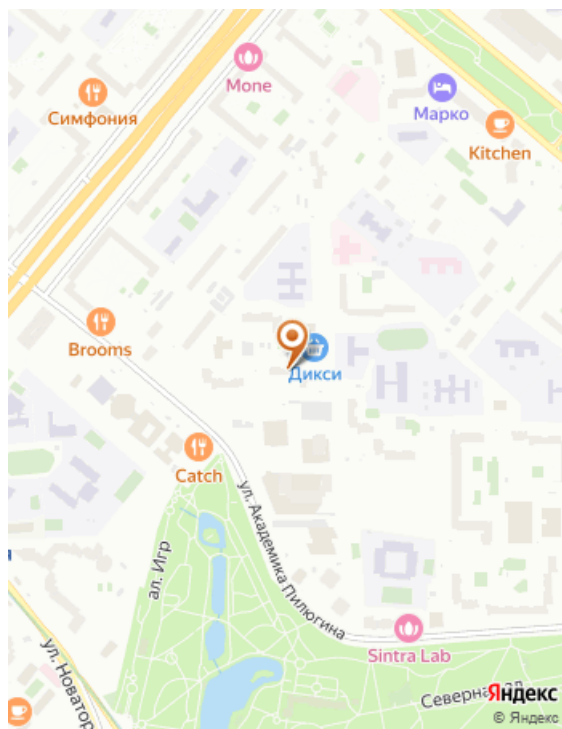 Mone
Симфония
Марко
Kitchen
Brooms
Дикси
Catch
ул. Академика Пилюгина
ал. Игр
Sintra Lab
ул. Новатор
Северная
Яндекс
© Яндекс